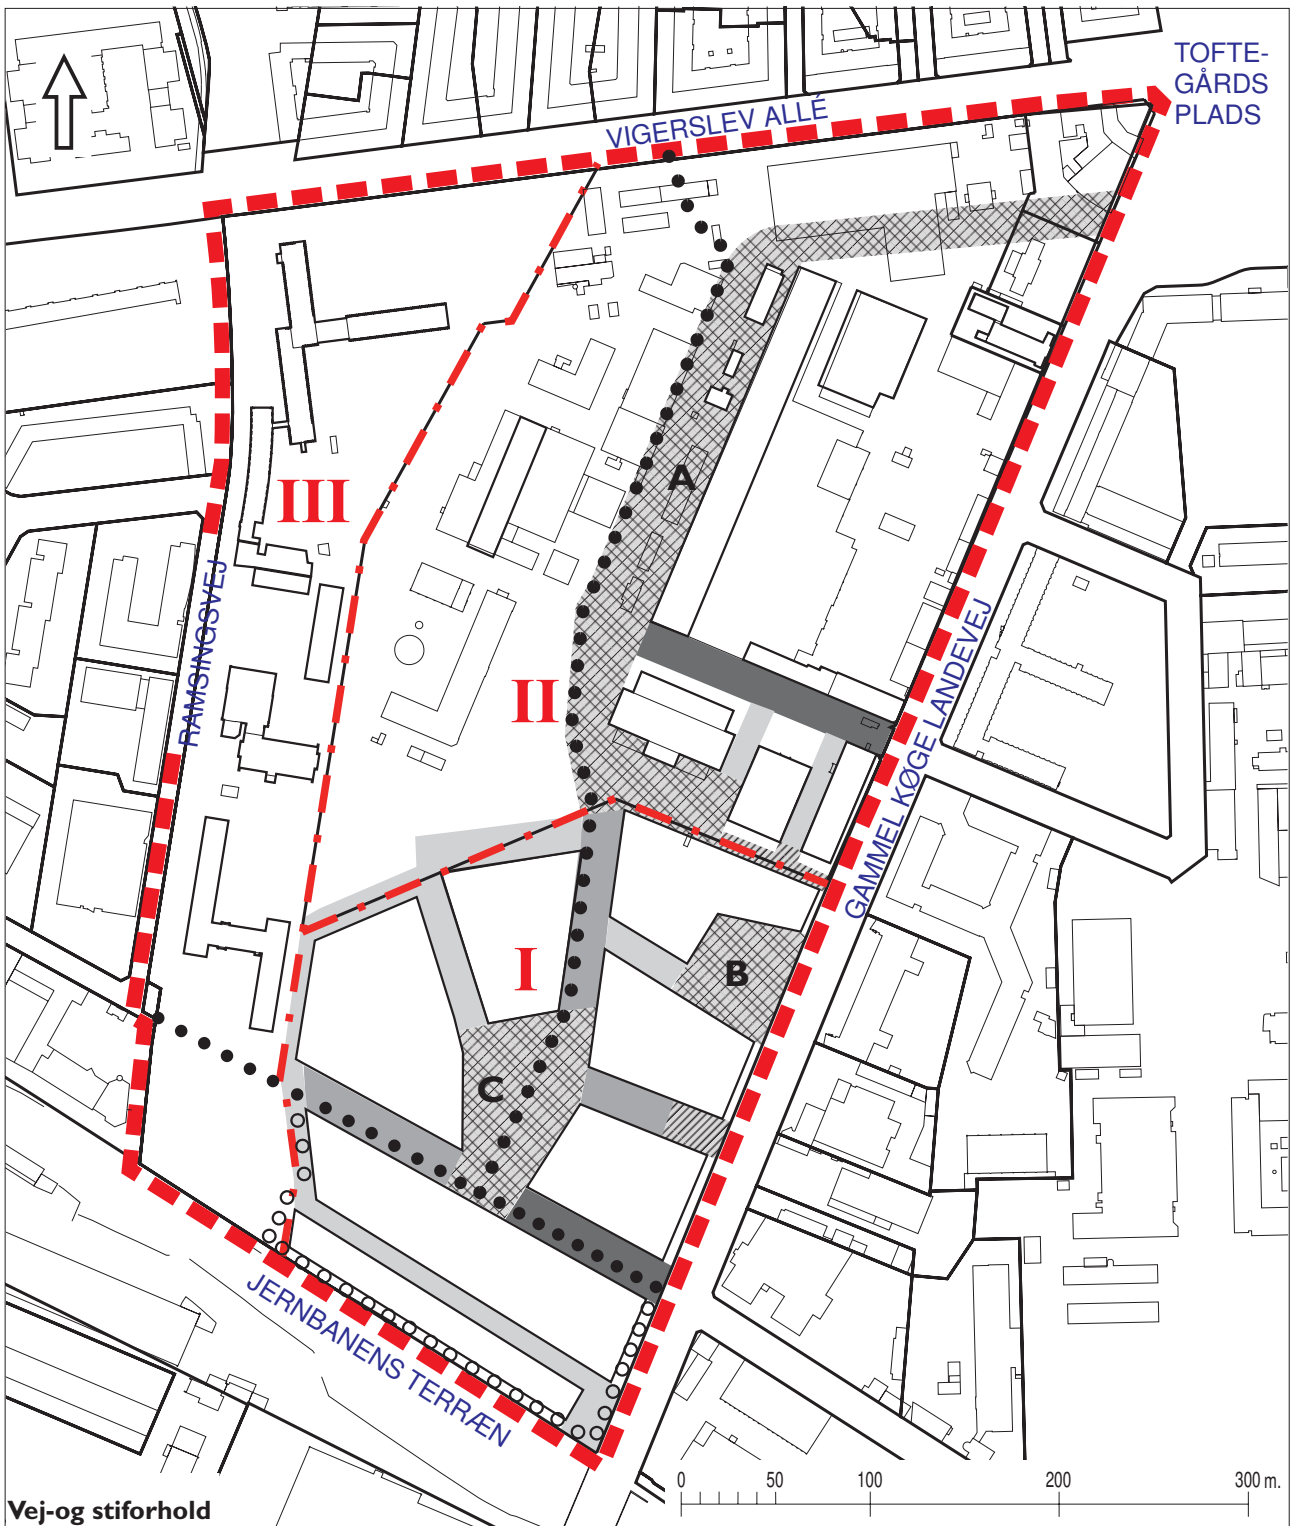 TOFTE-
GÅRDS
PLADS
VIGERSLEV ALLÉ
A
III
RAMSINGSVEJ
II
GAMMEL KØGE LANDEVEJ
I
B
C
JERNBANENS TERRÆN
0 50 100 200 300 m.
Vej-og stiforhold